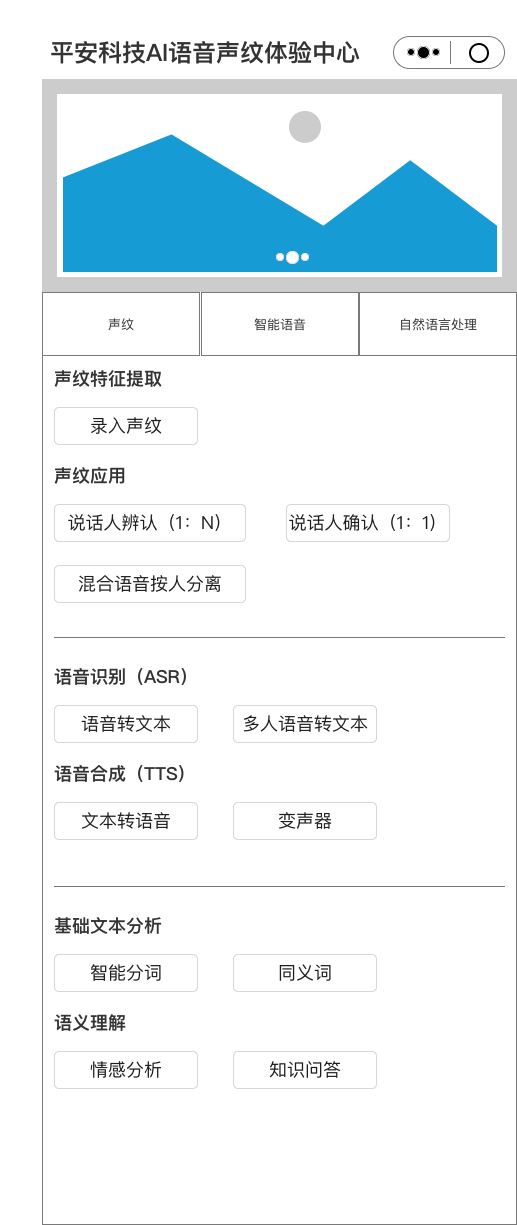 平安科技AI语音声纹体验中心
声纹 智能语音 自然语言处理
声纹特征提取
录入声纹
声纹应用
说话人辨认（1：N） 说话人确认（1：1）
混合语音按人分离
语音识别（ASR）
语音转文本 多人语音转文本
语音合成（TTS）
文本转语音 变声器
基础文本分析
智能分词 同义词
语义理解
情感分析 知识问答